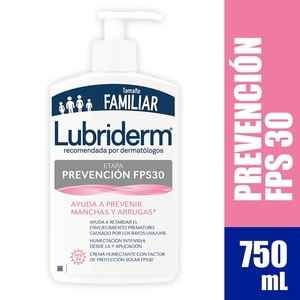 Tamaño
FAMILIAR
Lubriderm
recomendada por dermatólogos
ETAPA
PREVENCIÓN FPS30
AYUDA A PREVENIR
MANCHAS Y ARRUGAS*
AYUDA A RETARDAR EL
ENVEJECIMIENTO PREMATURO
CAUSADO POR LOS RAYOS UVA/UVB
HUMECTACIÓN INTENSIVA
DESDE LA 1ª APLICACIÓN
CREMA HUMECTANTE CON FACTOR
DE PROTECCIÓN SOLAR FPS30
PREVENCIÓN
FPS 30
750
mL